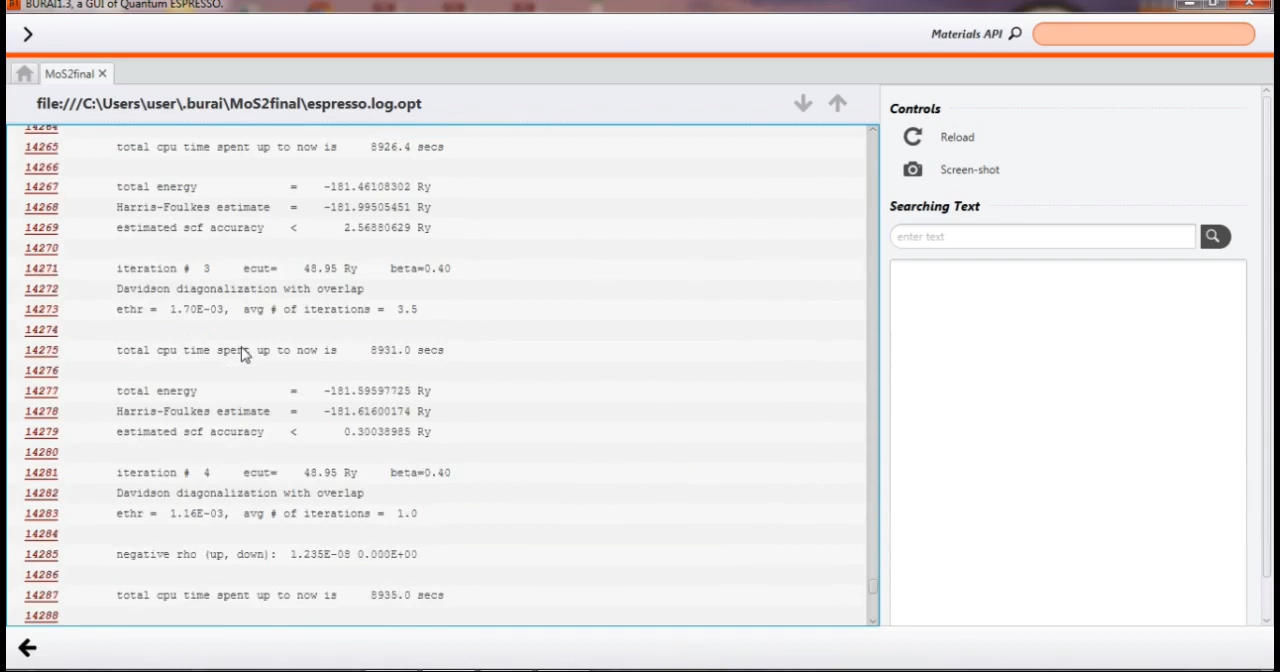 BURAI1.3, a GUI of Quantum ESPRESSO.
Materials API
MoS2final
file:///C:\Users\user\.burai\MoS2final\espresso.log.opt
14264
14265 total cpu time spent up to now is 8926.4 secs
14266
14267 total energy = -181.46108302 Ry
14268 Harris-Foulkes estimate = -181.99505451 Ry
14269 estimated scf accuracy < 2.56880629 Ry
14270
14271 iteration # 3 ecut= 48.95 Ry beta=0.40
14272 Davidson diagonalization with overlap
14273 ethr = 1.70E-03, avg # of iterations = 3.5
14274
14275 total cpu time spent up to now is 8931.0 secs
14276
14277 total energy = -181.59597725 Ry
14278 Harris-Foulkes estimate = -181.61600174 Ry
14279 estimated scf accuracy < 0.30038985 Ry
14280
14281 iteration # 4 ecut= 48.95 Ry beta=0.40
14282 Davidson diagonalization with overlap
14283 ethr = 1.16E-03, avg # of iterations = 1.0
14284
14285 negative rho (up, down): 1.235E-08 0.000E+00
14286
14287 total cpu time spent up to now is 8935.0 secs
14288
Controls
Reload
Screen-shot
Searching Text
enter text